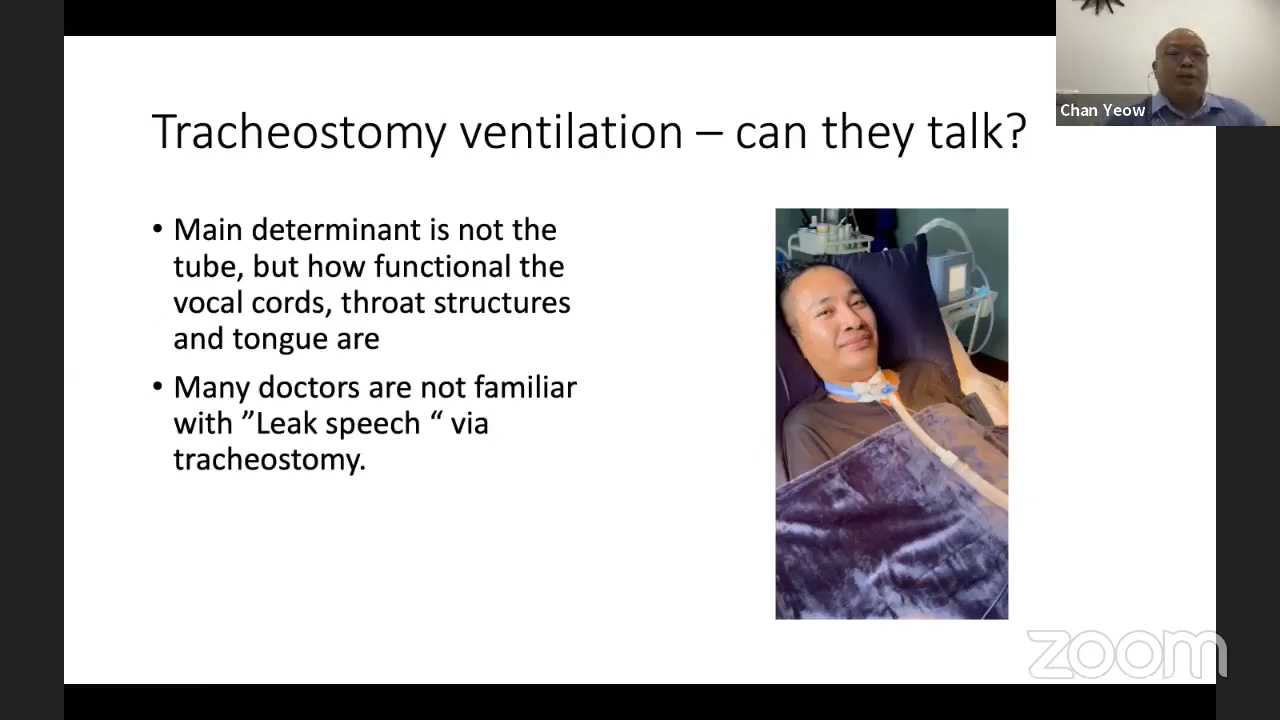 Chan Yeow
Tracheostomy ventilation – can they talk?
• Main determinant is not the
tube, but how functional the
vocal cords, throat structures
and tongue are
• Many doctors are not familiar
with ”Leak speech “ via
tracheostomy.
zoom